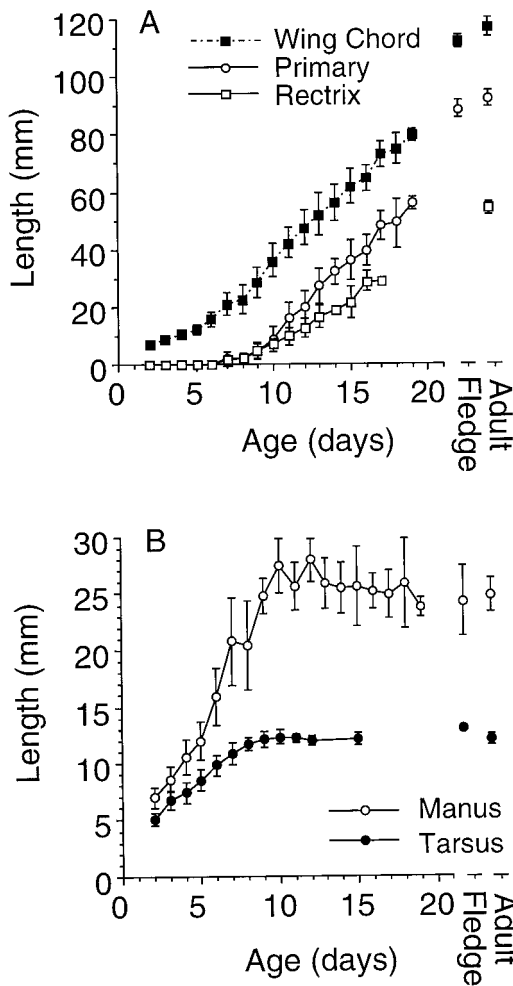 A
Wing Chord
Primary
Rectrix
120
100
80
60
40
20
0
Length (mm)
0 5 10 15 20
Fledge
Adult
Age (days)
B
30
25
20
15
10
5
0
Length (mm)
Manus
Tarsus
0 5 10 15 20
Fledge
Adult
Age (days)